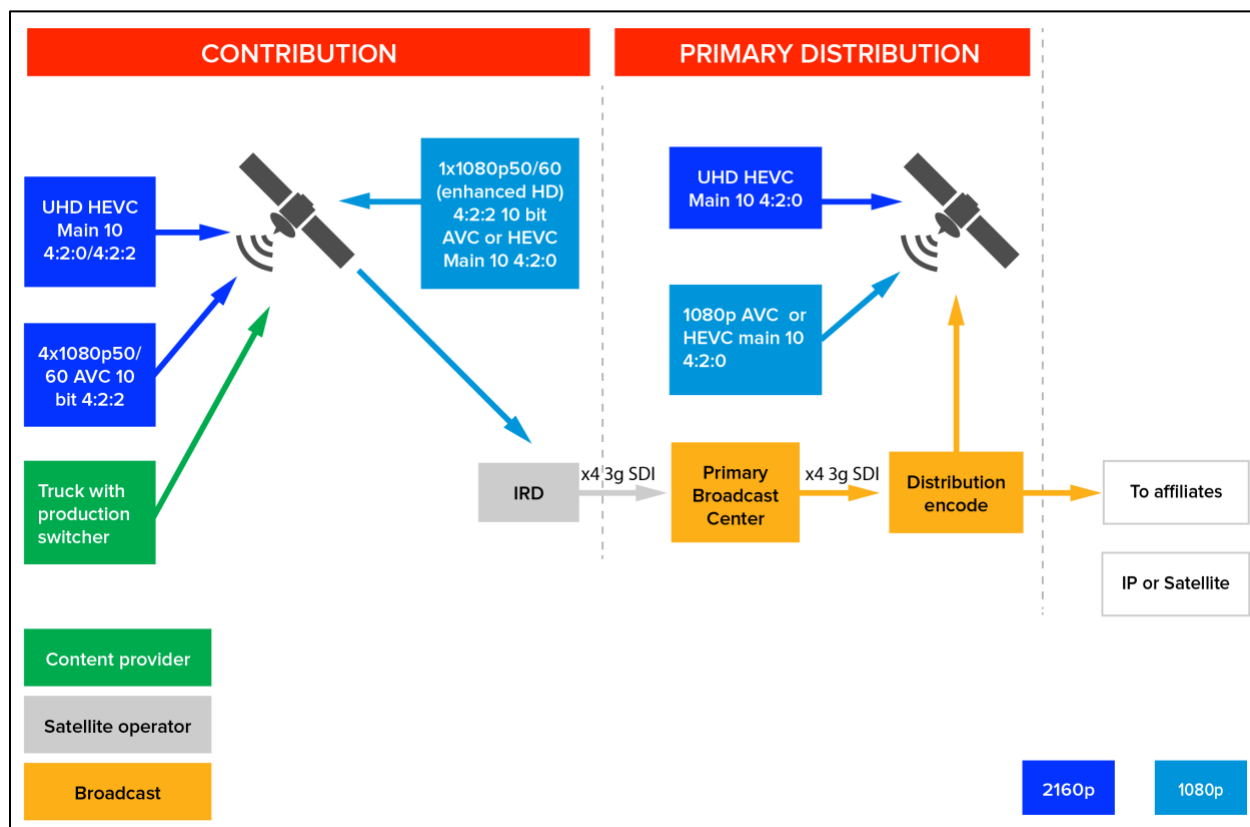 CONTRIBUTION
PRIMARY DISTRIBUTION
UHD HEVC
Main 10
4:2:0/4:2:2
1x1080p50/60
(enhanced HD)
4:2:2 10 bit
AVC or HEVC
Main 10 4:2:0
UHD HEVC
Main 10 4:2:0
4x1080p50/
60 AVC 10
bit 4:2:2
1080p AVC or
HEVC main 10
4:2:0
Truck with
production
switcher
IRD
x4 3g SDI
Primary
Broadcast
Center
x4 3g SDI
Distribution
encode
To affiliates
IP or Satellite
Content provider
Satellite operator
Broadcast
2160p
1080p